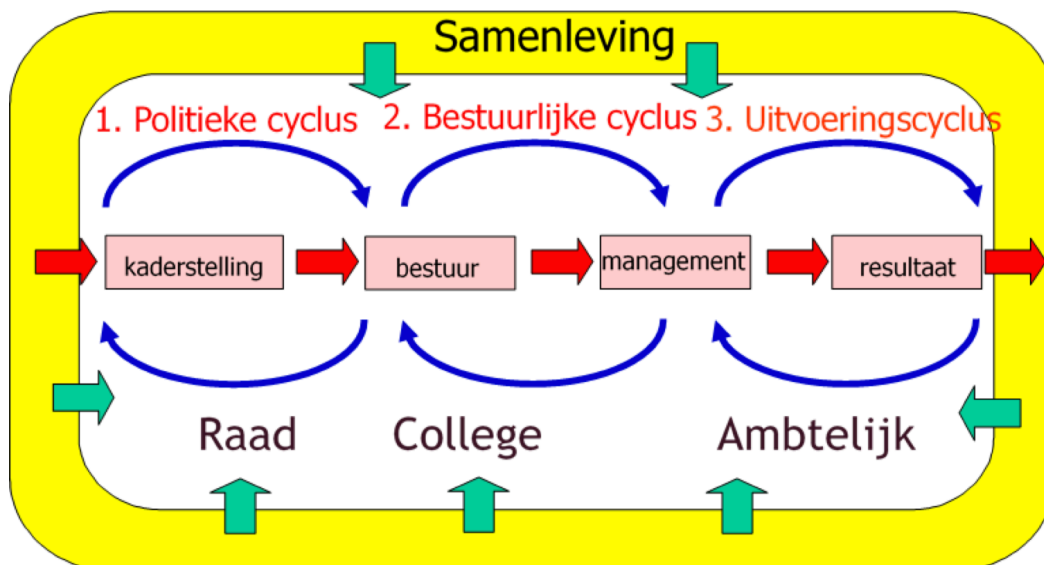 Samenleving
1. Politieke cyclus
2. Bestuurlijke cyclus
3. Uitvoeringscyclus
kaderstelling
bestuur
management
resultaat
Raad
College
Ambtelijk